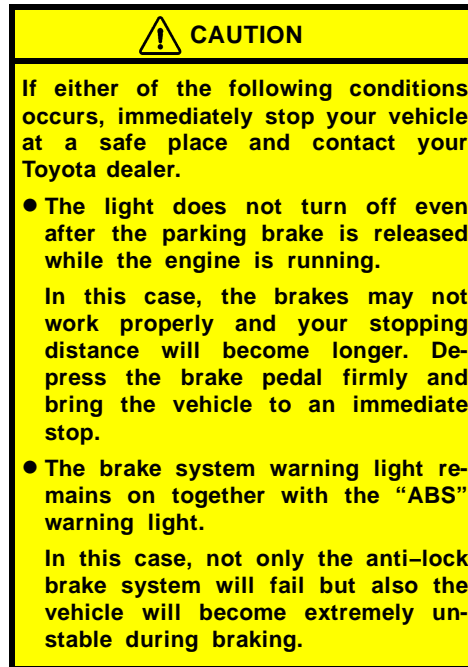 CAUTION
If either of the following conditions
occurs, immediately stop your vehicle
at a safe place and contact your
Toyota dealer.
● The light does not turn off even
after the parking brake is released
while the engine is running.
In this case, the brakes may not
work properly and your stopping
distance will become longer. De-
press the brake pedal firmly and
bring the vehicle to an immediate
stop.
● The brake system warning light re-
mains on together with the “ABS”
warning light.
In this case, not only the anti−lock
brake system will fail but also the
vehicle will become extremely un-
stable during braking.